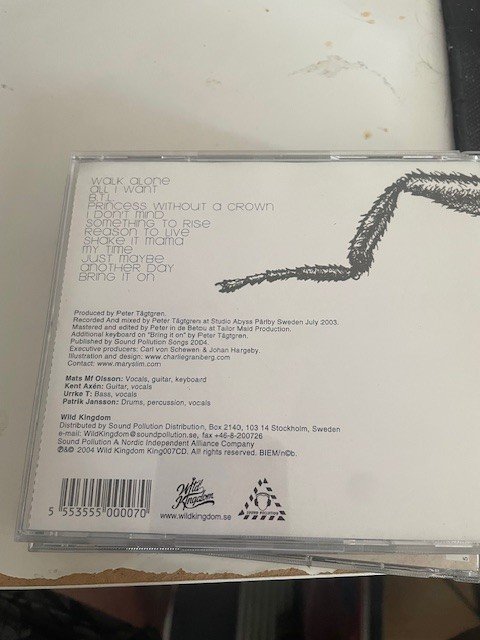 WALK ALONE
ALL I WANT
B.T.L
PRINCESS WITHOUT A CROWN
I DON'T MIND
SOMETHING TO RISE
REASON TO LIVE
SHAKE IT MAMA
MY TIME
JUST MAYBE
ANOTHER DAY
BRING IT ON
Produced by Peter Tägtgren.
Recorded And mixed by Peter Tägtgren at Studio Abyss Pärlby Sweden July 2003.
Mastered and edited by Peter in de Betou at Tailor Maid Production.
Additional keyboard on "Bring it on" by Peter Tägtgren.
Published by Sound Pollution Songs 2004.
Executive producers: Carl von Schewen & Johan Hargeby.
Illustration and design: www.charliegranberg.com
Contact: www.maryslim.com
Mats Mf Olsson: Vocals, guitar, keyboard
Kent Axén: Guitar, vocals
Urrke T: Bass, vocals
Patrik Jansson: Drums, percussion, vocals
Wild Kingdom
Distributed by Sound Pollution Distribution, Box 2140, 103 14 Stockholm, Sweden
e-mail: WildKingdom@soundpollution.se, fax +46-8-200726
Sound Pollution A Nordic Independent Alliance Company
℗&© 2004 Wild Kingdom King007CD. All rights reserved. BIEM/n©b.
5 553555 000070
Wild Kingdom
www.wildkingdom.se
SOUND POLLUTION